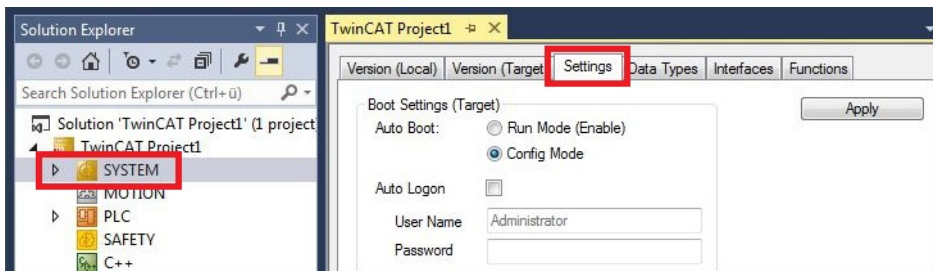 Solution Explorer
Search Solution Explorer (Ctrl+ü)
Solution 'TwinCAT Project1' (1 project
TwinCAT Project1
SYSTEM
MOTION
PLC
SAFETY
C++
TwinCAT Project1
Version (Local) Version (Target Settings Data Types Interfaces Functions
Boot Settings (Target)
Apply
Auto Boot: Run Mode (Enable)
Config Mode
Auto Logon
User Name Administrator
Password